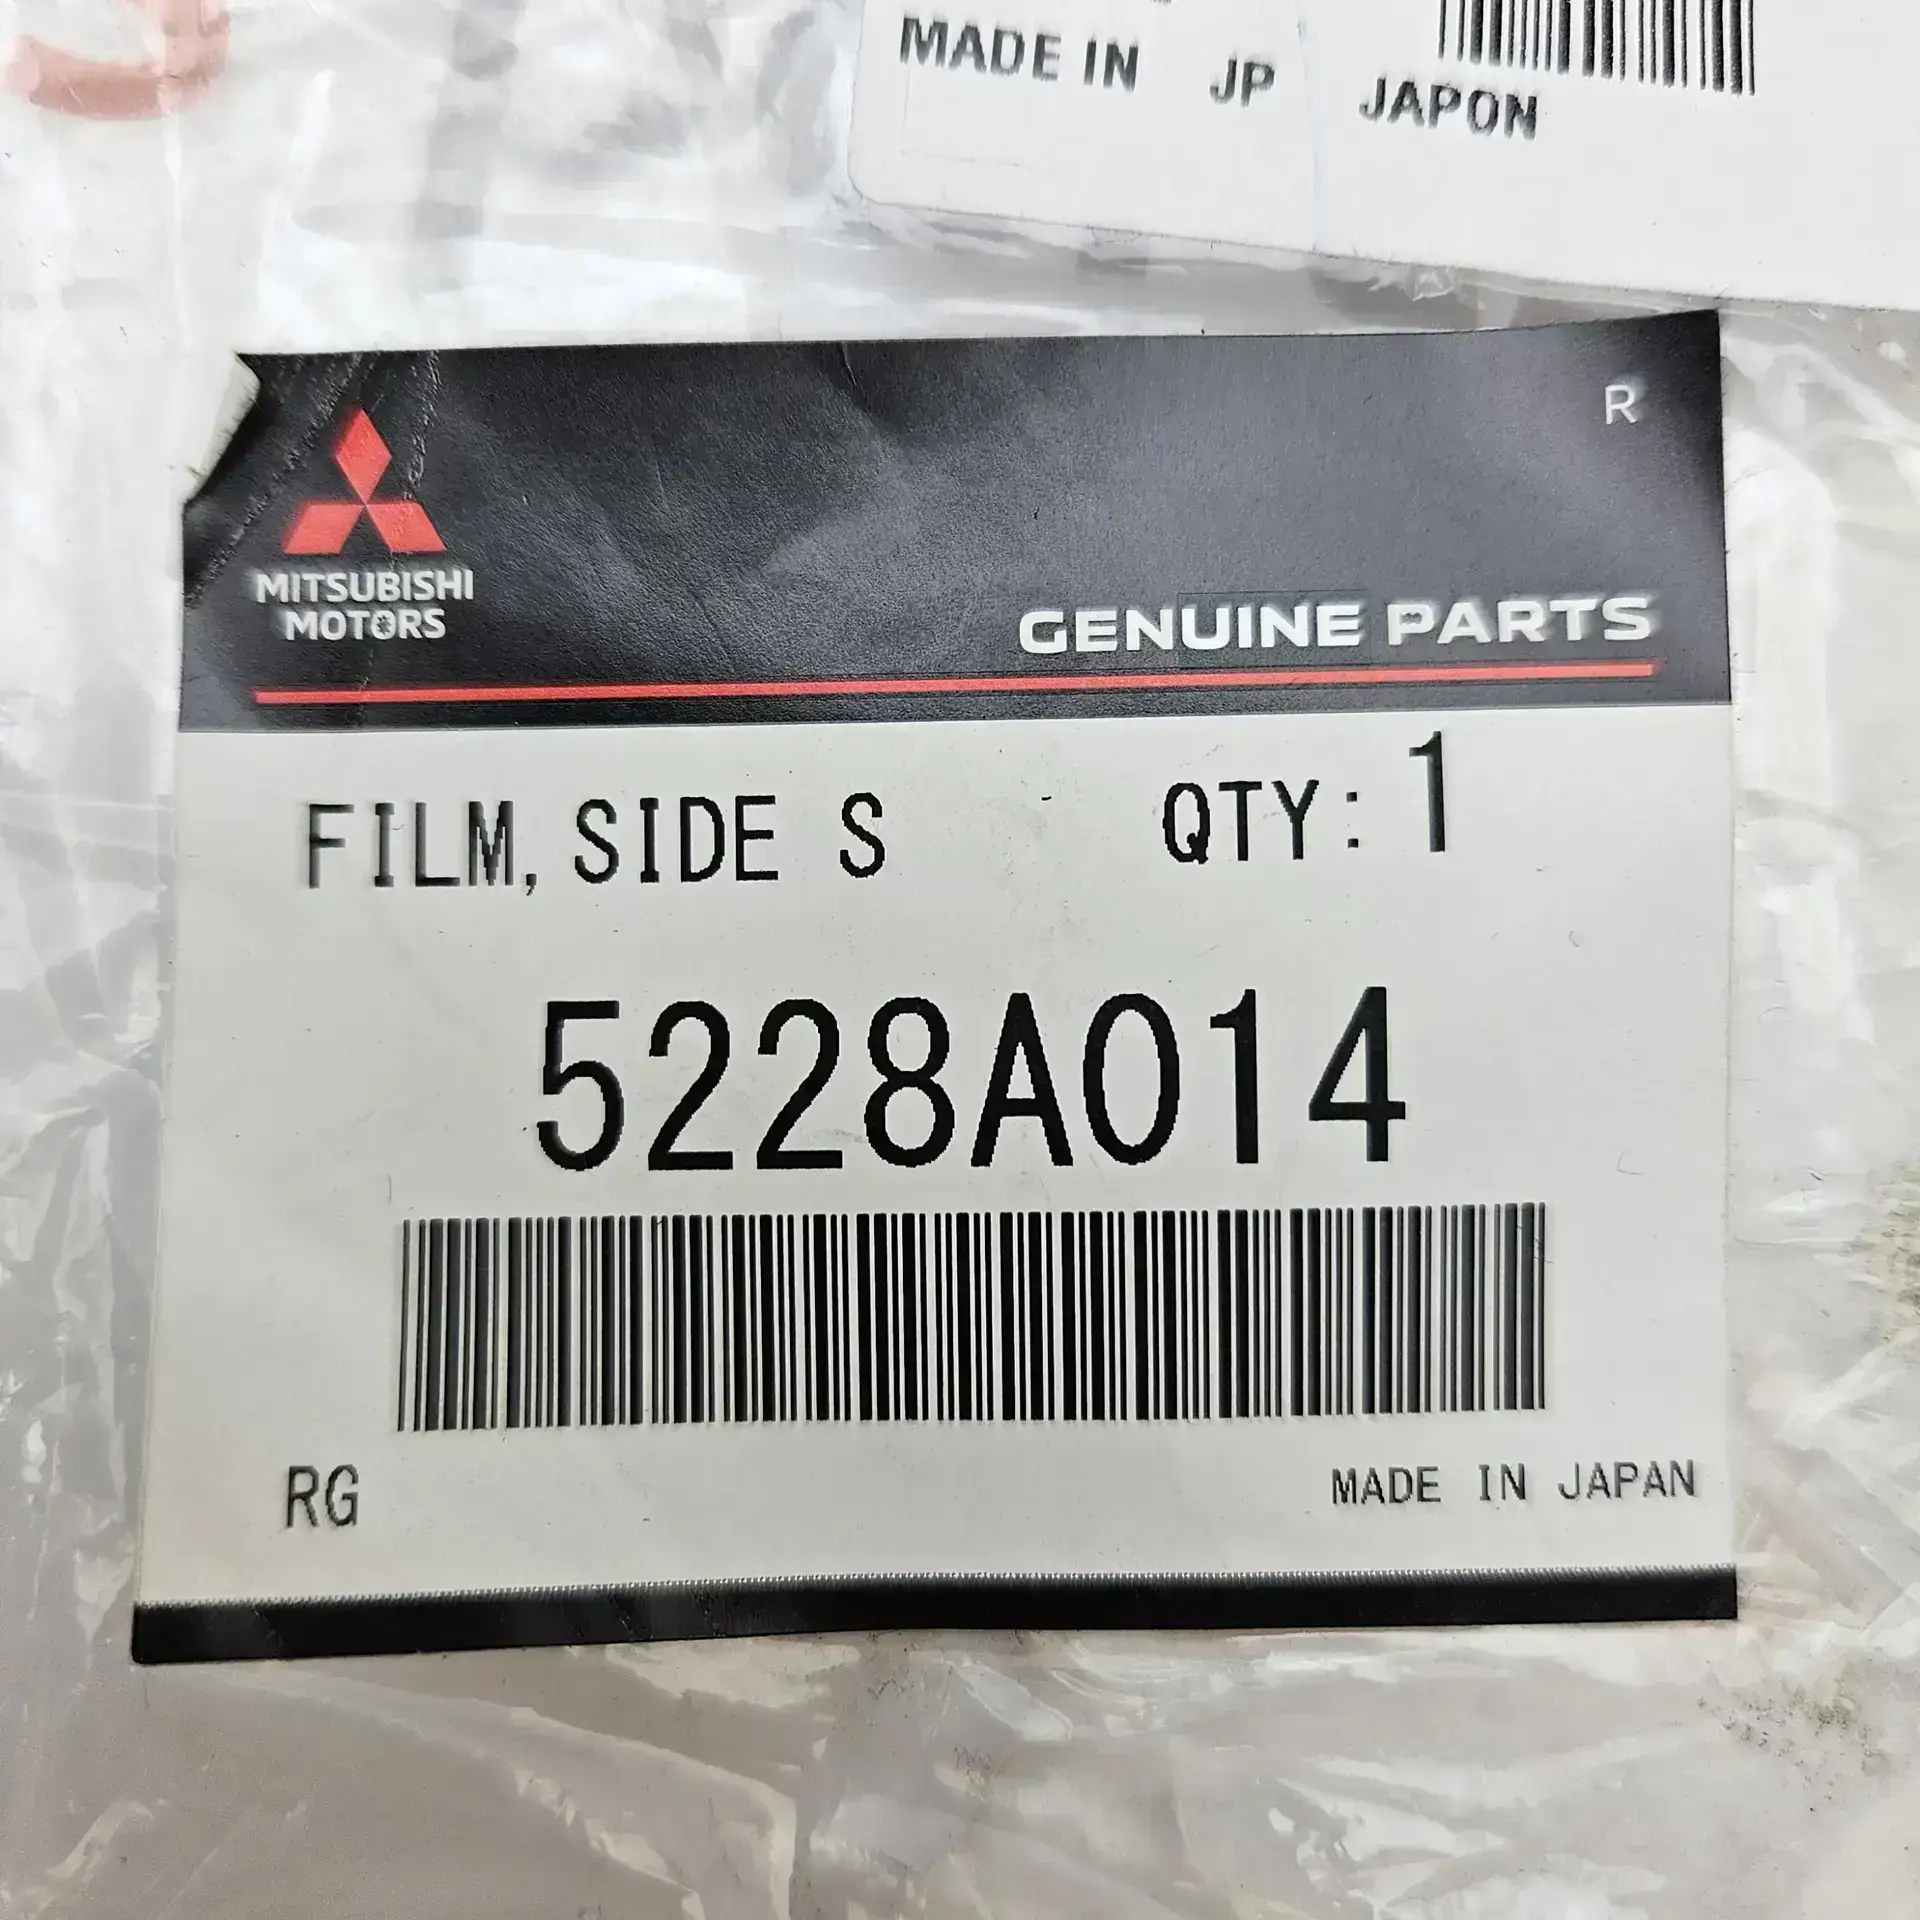 MADE IN JP JAPON
R
MITSUBISHI
MOTORS
GENUINE PARTS
FILM,SIDE S QTY:1
5228A014
RG MADE IN JAPAN